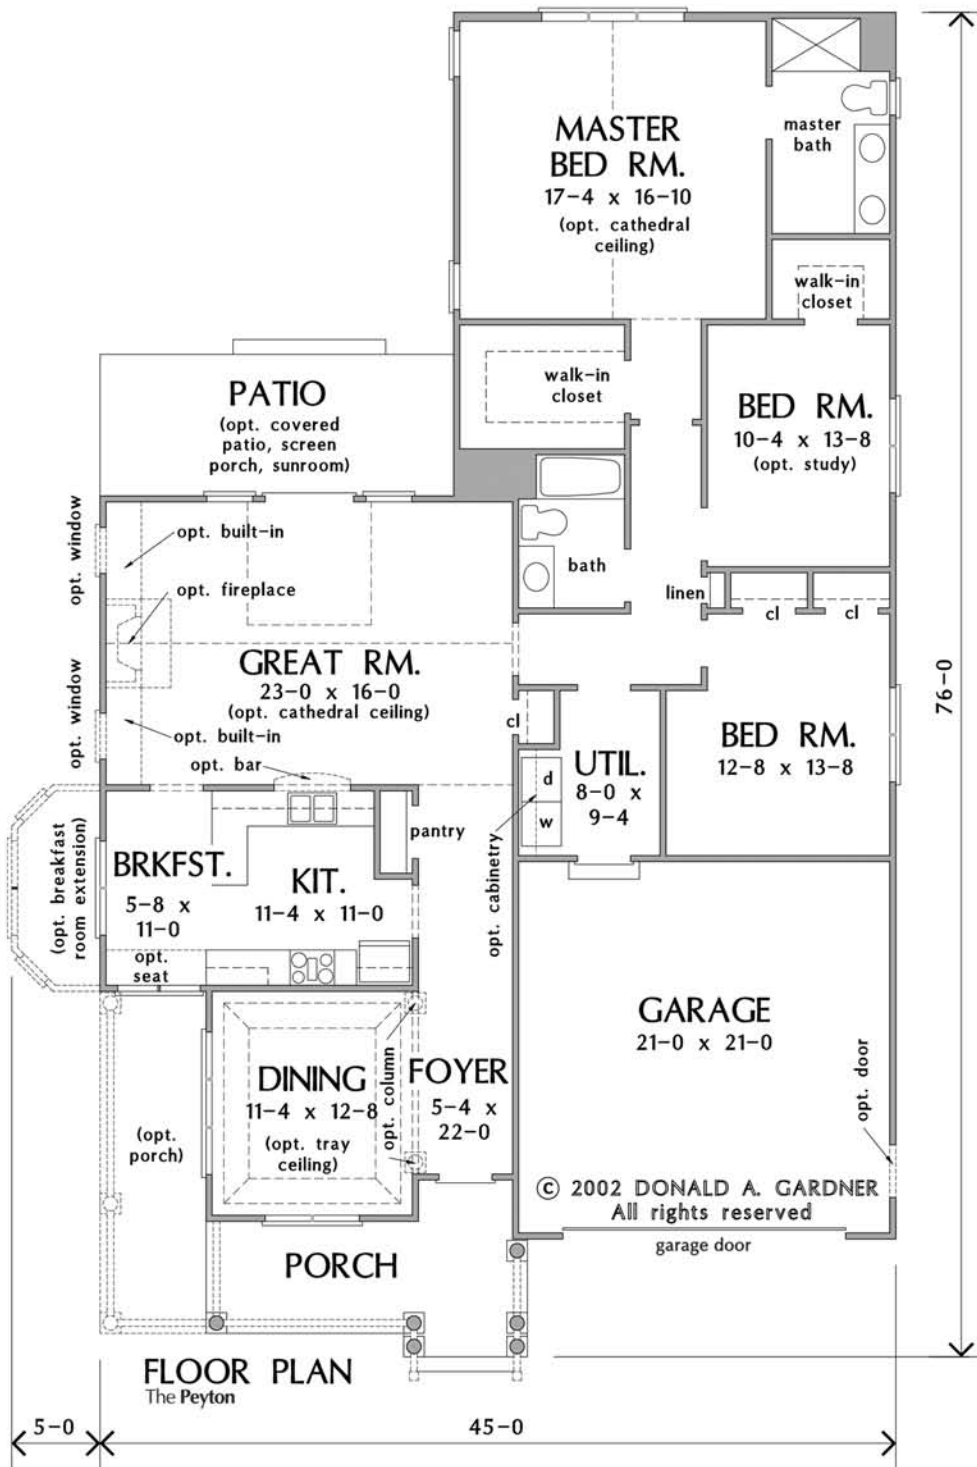 MASTER
BED RM.
17-4 x 16-10
(opt. cathedral
ceiling)
master
bath
walk-in
closet
walk-in
closet
PATIO
(opt. covered
patio, screen
porch, sunroom)
BED RM.
10-4 x 13-8
(opt. study)
opt. window
opt. built-in
opt. fireplace
bath
linen
cl
cl
GREAT RM.
23-0 x 16-0
(opt. cathedral ceiling)
opt. window
opt. built-in
opt. bar
cl
UTIL.
8-0 x
9-4
d
w
BED RM.
12-8 x 13-8
76-0
pantry
opt. cabinetry
(opt. breakfast
room extension)
BRKFST.
5-8 x
11-0
KIT.
11-4 x 11-0
opt.
seat
GARAGE
21-0 x 21-0
opt. door
DINING
11-4 x 12-8
(opt. tray
ceiling)
opt. column
FOYER
5-4 x
22-0
(opt.
porch)
© 2002 DONALD A. GARDNER
All rights reserved
garage door
PORCH
FLOOR PLAN
The Peyton
5-0
45-0